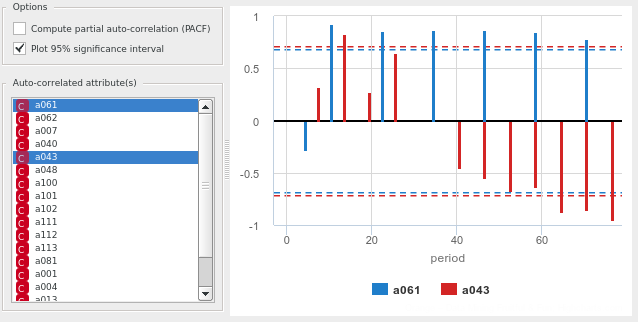 Options
Compute partial auto-correlation (PACF)
Plot 95% significance interval
Auto-correlated attribute(s)
C a061
C a062
C a007
C a040
C a043
C a048
C a100
C a101
C a102
C a111
C a112
C a113
C a081
C a001
C a004
C a013
1
0.5
0
-0.5
-1
0 20 40 60
period
a061 a043